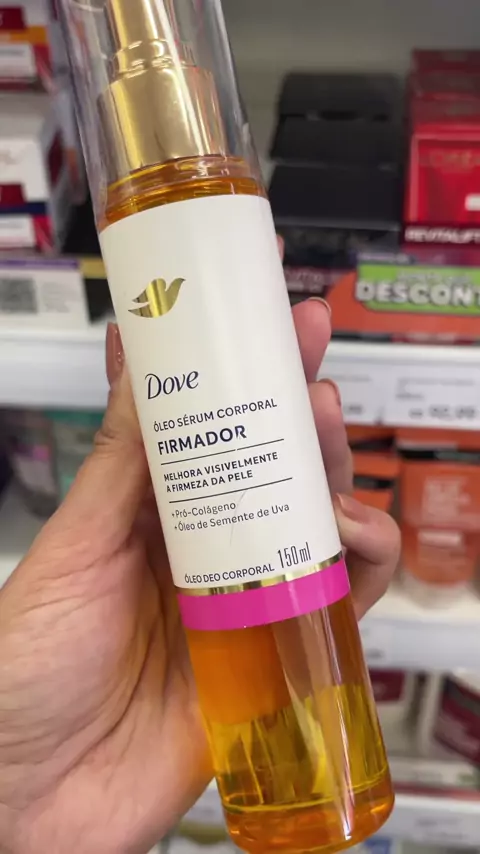 Dove
ÓLEO SÉRUM CORPORAL
FIRMADOR
MELHORA VISIVELMENTE
A FIRMEZA DA PELE
+Pró-Colágeno
+Óleo de Semente de Uva
ÓLEO DEO CORPORAL 150ml
REVITALIFT
DESCONT